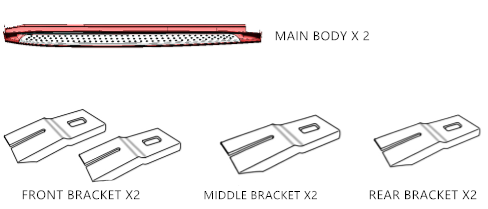 MAIN BODY X 2
FRONT BRACKET X2
MIDDLE BRACKET X2
REAR BRACKET X2